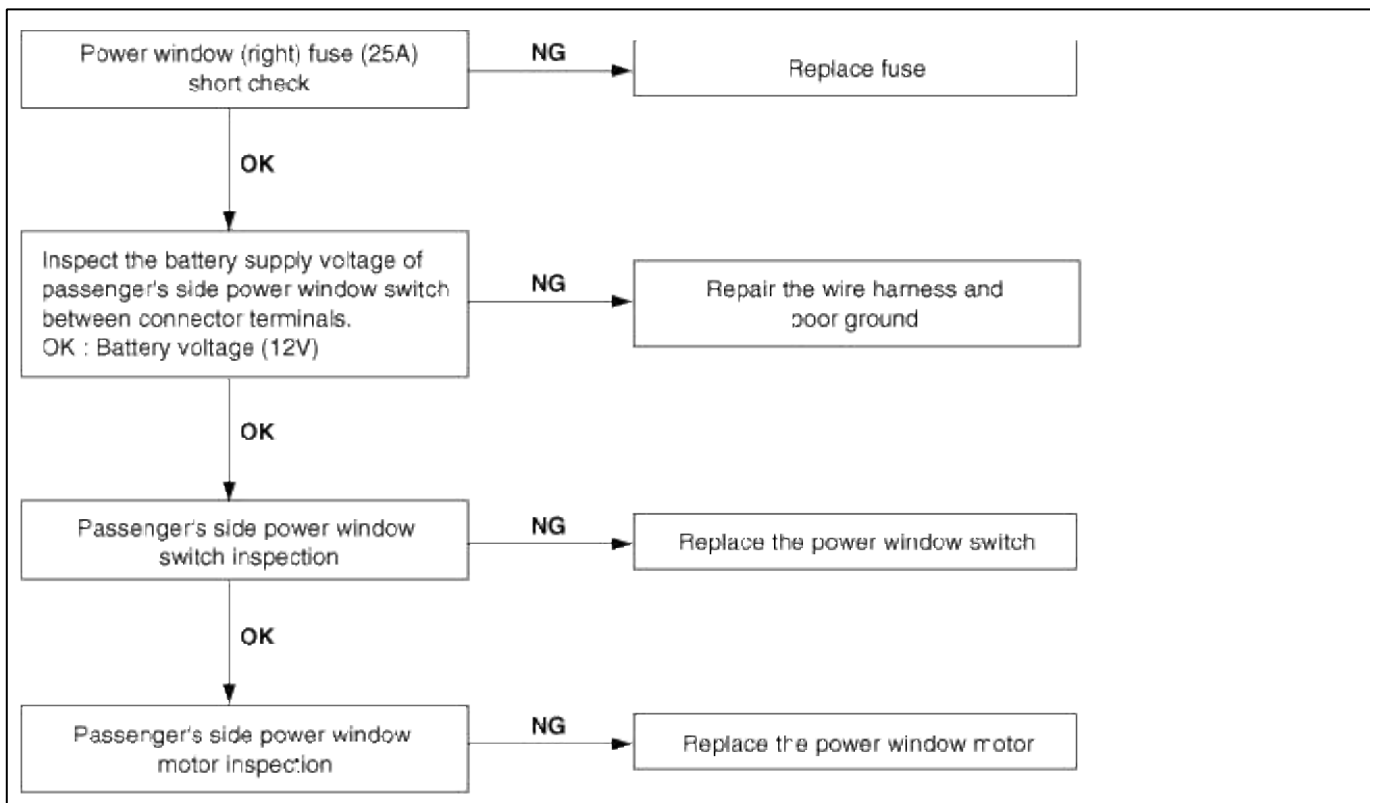 Power window (right) fuse (25A)
short check
NG
Replace fuse
OK
Inspect the battery supply voltage of
passenger's side power window switch
between connector terminals.
OK : Battery voltage (12V)
NG
Repair the wire harness and
poor ground
OK
Passenger's side power window
switch inspection
NG
Replace the power window switch
OK
Passenger's side power window
motor inspection
NG
Replace the power window motor